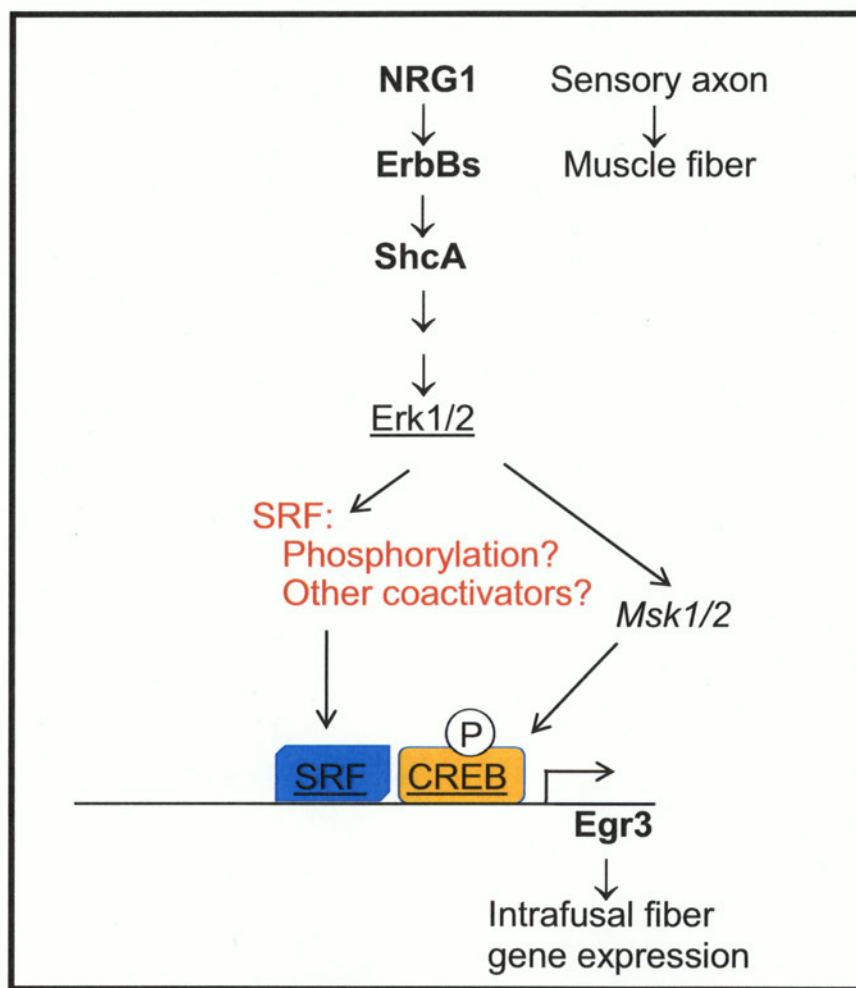 NRG1 Sensory axon
ErbBs Muscle fiber
ShcA
Erk1/2
SRF:
Phosphorylation?
Other coactivators?
Msk1/2
P
SRF CREB
Egr3
Intrafusal fiber
gene expression